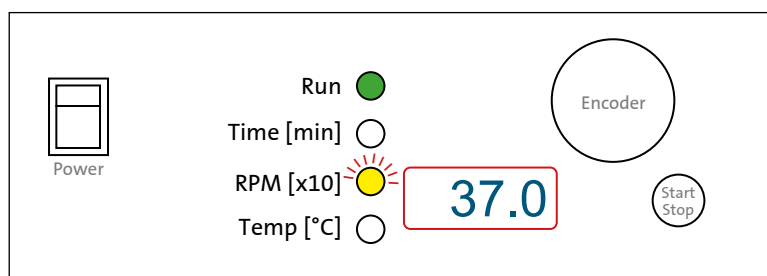 Run
Time [min]
RPM [x10]
Temp [°C]
Power
37.0
Encoder
Start
Stop